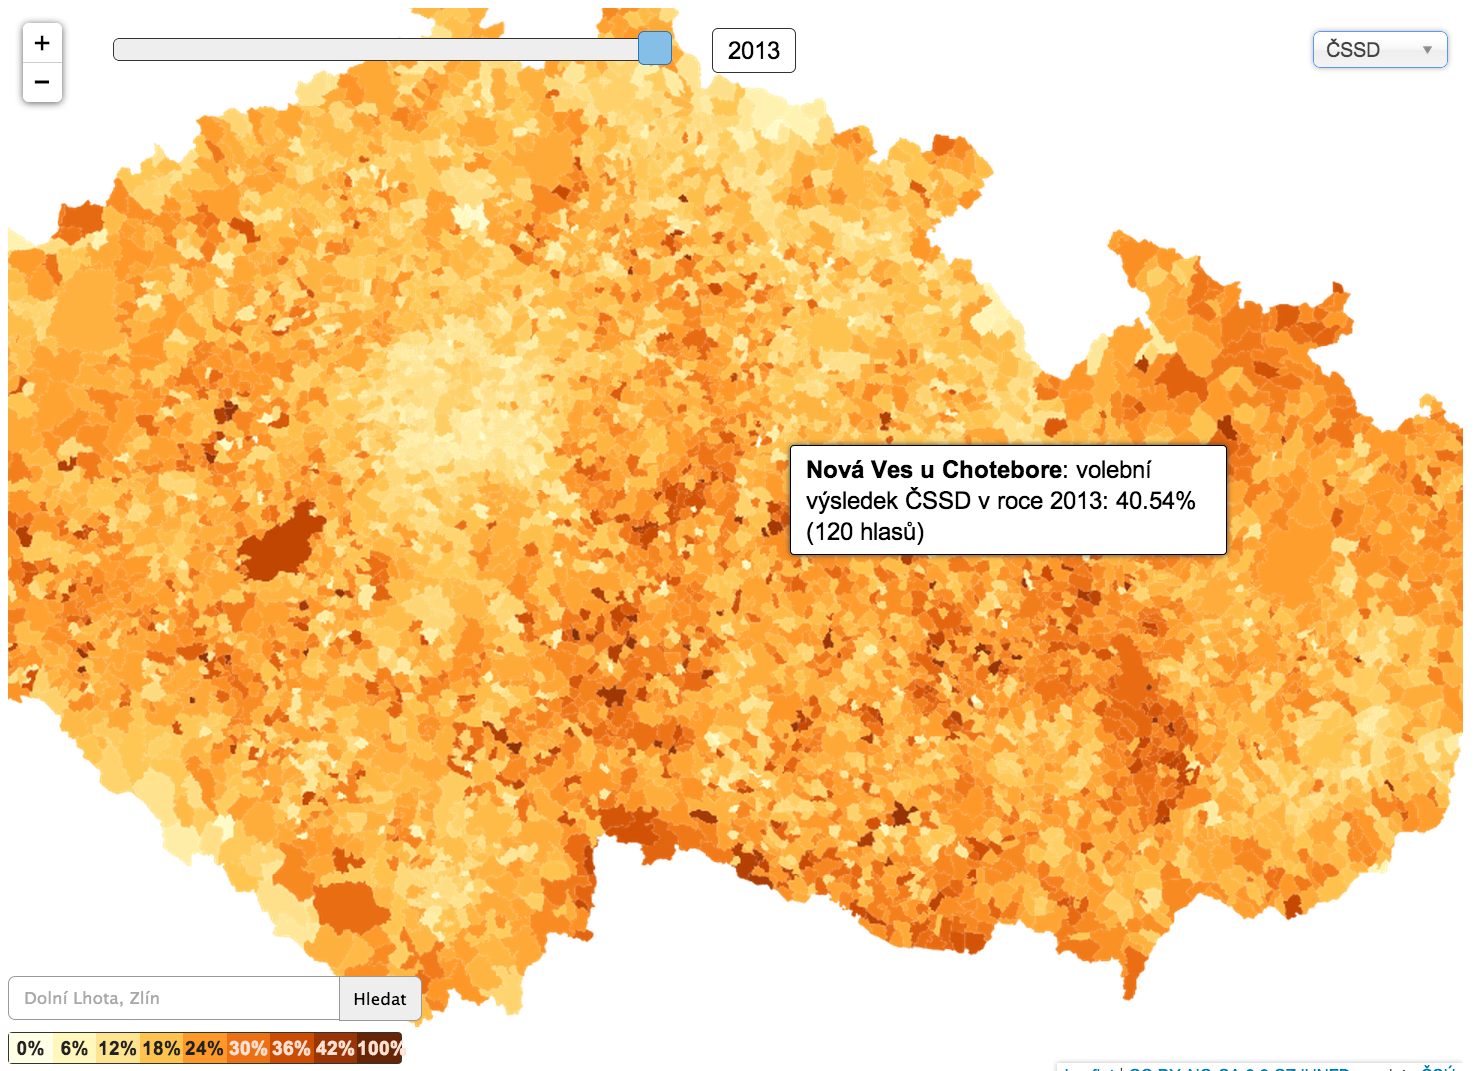 +
−
2013
ČSSD
Nová Ves u Chotebore: volební
výsledek ČSSD v roce 2013: 40.54%
(120 hlasů)
Dolní Lhota, Zlín
Hledat
0% 6% 12% 18% 24% 30% 36% 42% 100%